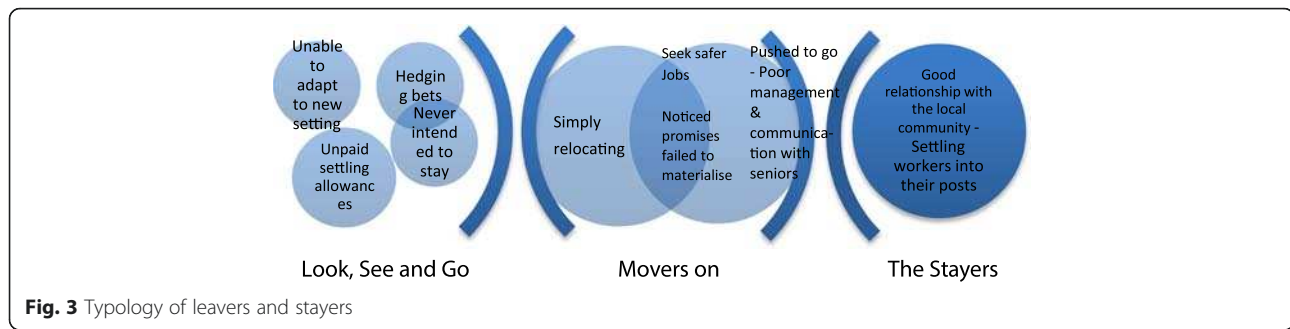 Unable
to
adapt
to new
setting
Hedgin
g bets
Never
intend
ed to
stay
Unpaid
settling
allowanc
es
Simply
relocating
Seek safer
Jobs
Noticed
promises
failed to
materialise
Pushed to go
- Poor
management
&
communica-
tion with
seniors
Good
relationship with
the local
community -
Settling
workers into
their posts
Look, See and Go
Movers on
The Stayers
Fig. 3 Typology of leavers and stayers